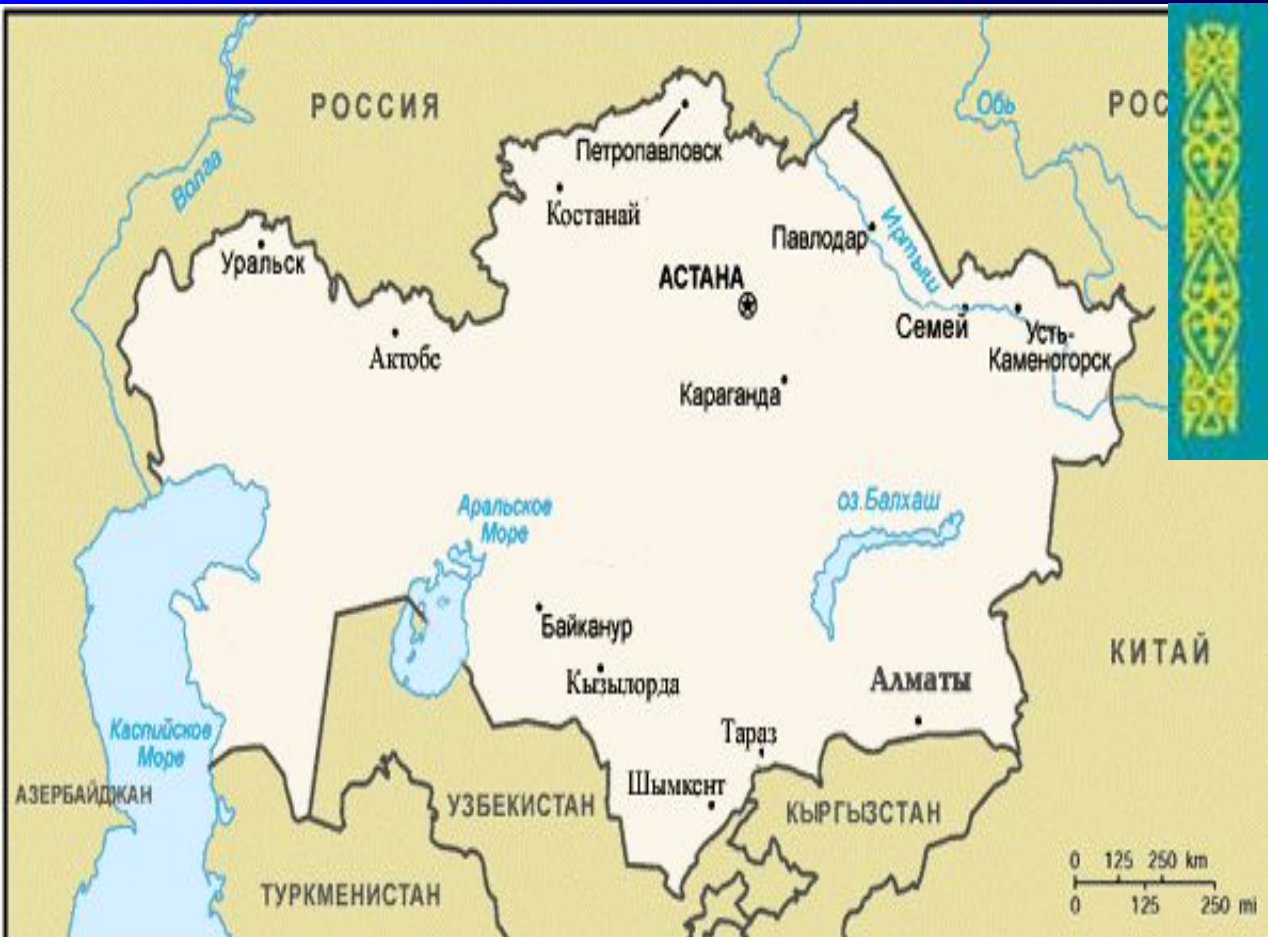 РОССИЯ
Обь
РОС
Волга
Петропавловск
Костанай
Павлодар
Иртыш
Уральск
АСТАНА
Семей
Усть-
Каменогорск
Актобе
Караганда
Аральское
Море
оз.Балхаш
Байканур
КИТАЙ
Кызылорда
Алматы
Каспийское
Море
Тараз
АЗЕРБАЙДЖАН
Шымкент
УЗБЕКИСТАН
КЫРГЫЗСТАН
ТУРКМЕНИСТАН
0 125 250 km
0 125 250 mi